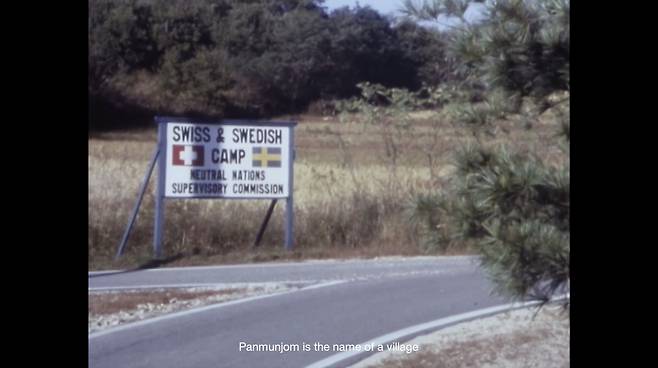 SWISS & SWEDISH
CAMP
NEUTRAL NATIONS
SUPERVISORY COMMISSION
Panmunjom is the name of a village